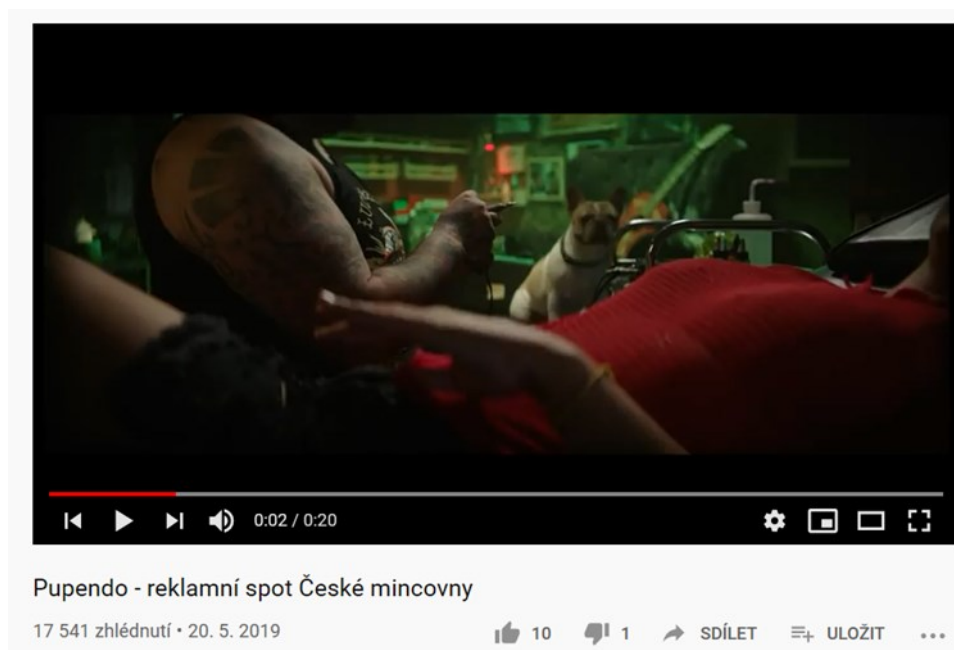 0:02 / 0:20
Pupendo - reklamní spot České mincovny
17 541 zhlédnutí • 20. 5. 2019
10 1 SDÍLET ULOŽIT